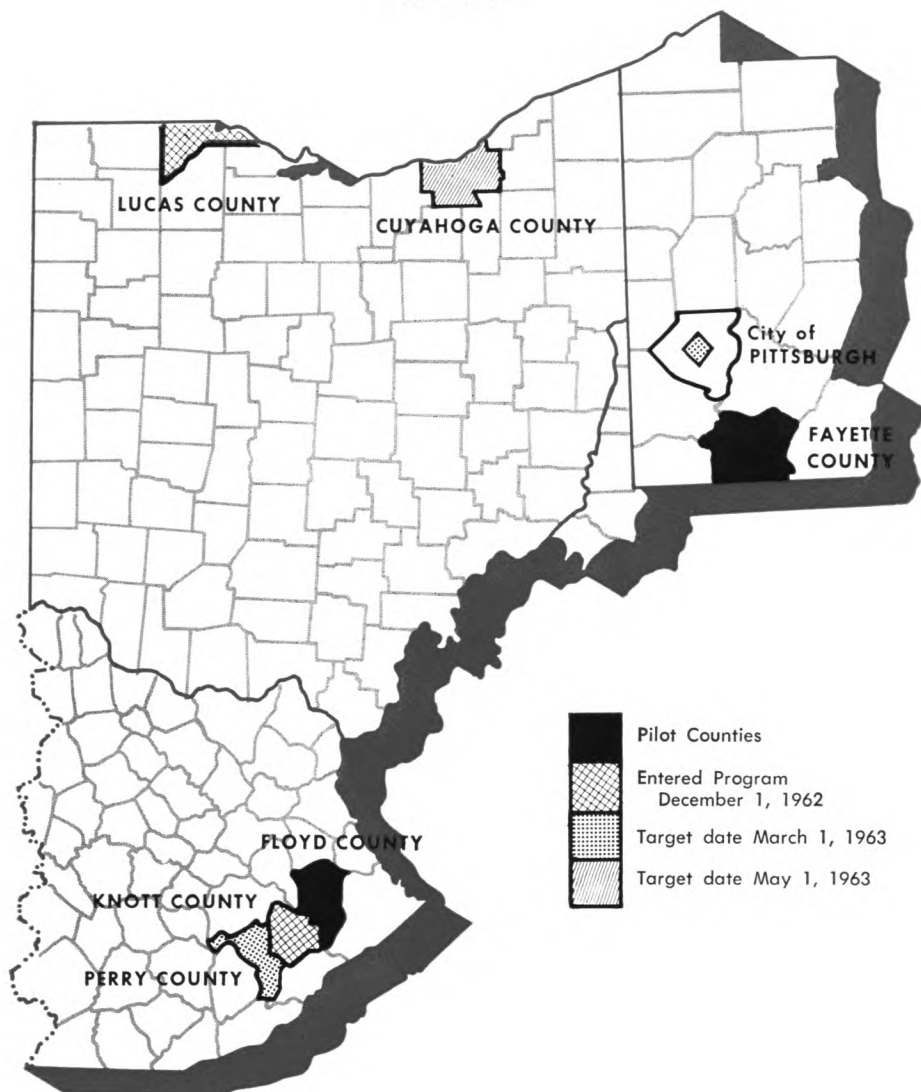 LUCAS COUNTY
CUYAHOGA COUNTY
City of
PITTSBURGH
FAYETTE
COUNTY
Pilot Counties
Entered Program
December 1, 1962
Target date March 1, 1963
Target date May 1, 1963
FLOYD COUNTY
KNOTT COUNTY
PERRY COUNTY